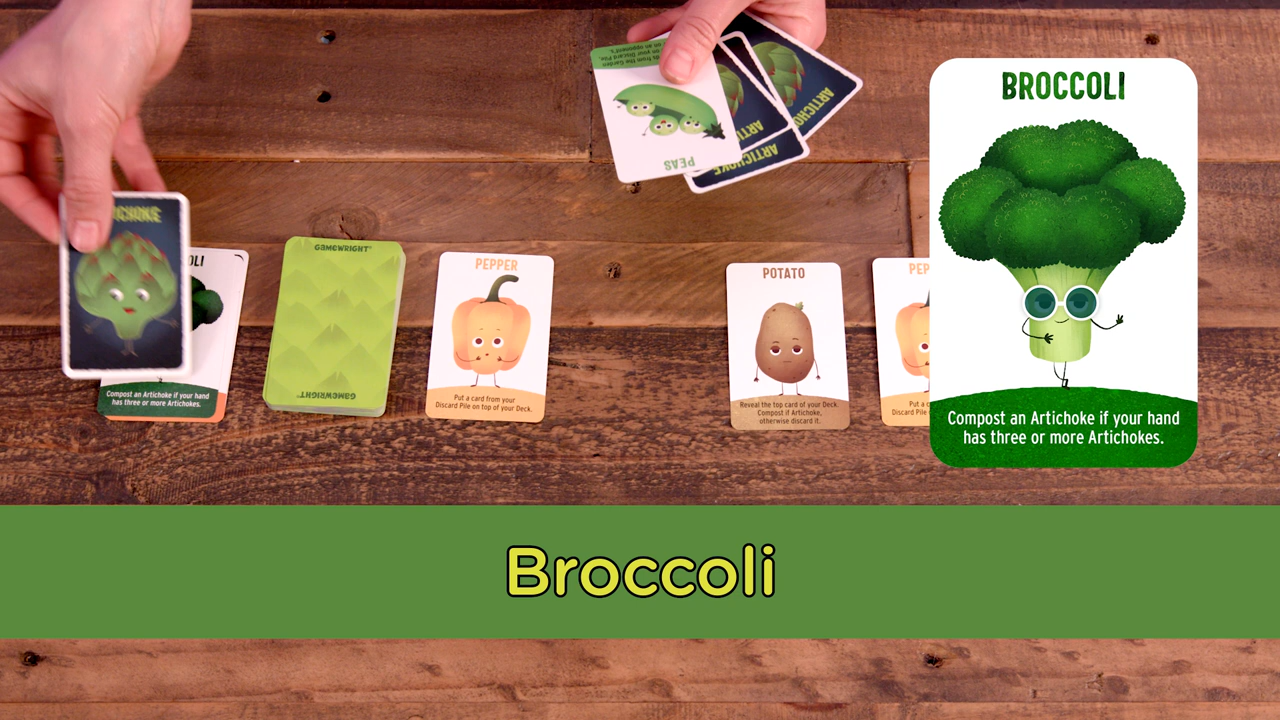 BROCCOLI
PEAS
ARTICHOKE
GAMEWRIGHT
PEPPER
POTATO
Compost an Artichoke if your hand
has three or more Artichokes.
GAMEWRIGHT
Put a card from your
Discard Pile on top of your Deck.
Reveal the top card of your Deck.
Compost if Artichoke,
otherwise discard it.
Compost an Artichoke if your hand
has three or more Artichokes.
Broccoli